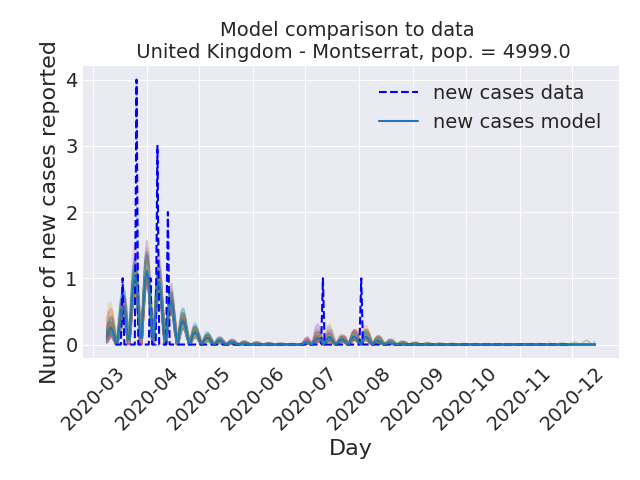 Model comparison to data
United Kingdom - Montserrat, pop. = 4999.0
Number of new cases reported
4
3
2
1
0
new cases data
new cases model
2020-03
2020-04
2020-05
2020-06
2020-07
2020-08
2020-09
2020-10
2020-11
2020-12
Day